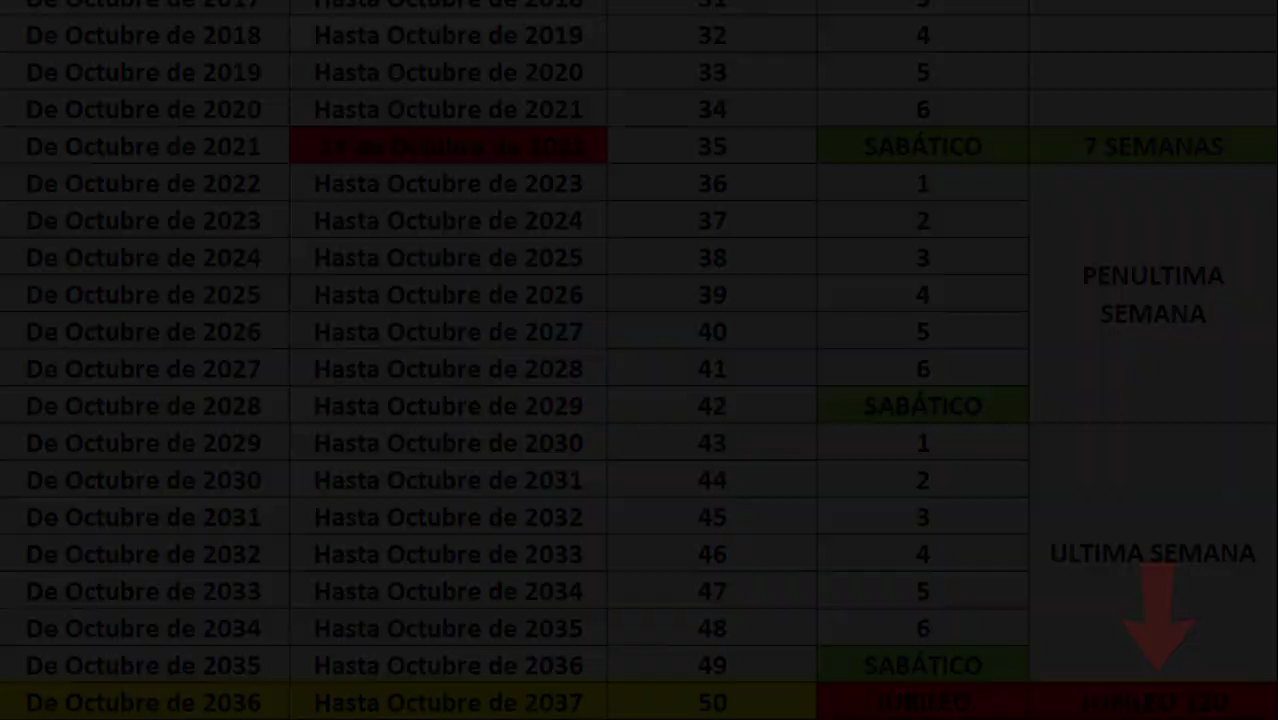 De Octubre de 2017 Hasta Octubre de 2018 31 3
De Octubre de 2018 Hasta Octubre de 2019 32 4
De Octubre de 2019 Hasta Octubre de 2020 33 5
De Octubre de 2020 Hasta Octubre de 2021 34 6
De Octubre de 2021 de Octubre de 2022 35 SABÁTICO 7 SEMANAS
De Octubre de 2022 Hasta Octubre de 2023 36 1
De Octubre de 2023 Hasta Octubre de 2024 37 2
De Octubre de 2024 Hasta Octubre de 2025 38 3
PENULTIMA
De Octubre de 2025 Hasta Octubre de 2026 39 4
SEMANA
De Octubre de 2026 Hasta Octubre de 2027 40 5
De Octubre de 2027 Hasta Octubre de 2028 41 6
De Octubre de 2028 Hasta Octubre de 2029 42 SABÁTICO
De Octubre de 2029 Hasta Octubre de 2030 43 1
De Octubre de 2030 Hasta Octubre de 2031 44 2
De Octubre de 2031 Hasta Octubre de 2032 45 3
De Octubre de 2032 Hasta Octubre de 2033 46 4 ULTIMA SEMANA
De Octubre de 2033 Hasta Octubre de 2034 47 5
De Octubre de 2034 Hasta Octubre de 2035 48 6
De Octubre de 2035 Hasta Octubre de 2036 49 SABÁTICO
De Octubre de 2036 Hasta Octubre de 2037 50 JUBILEO JUBILEO 120